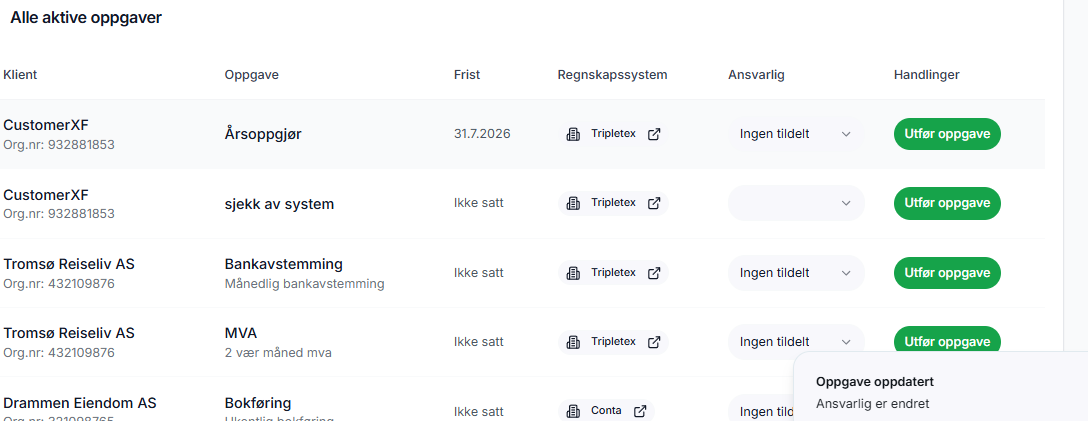 Alle aktive oppgaver
Klient Oppgave Frist Regnskapssystem Ansvarlig Handlinger
CustomerXF
Org.nr: 932881853
Årsoppgjør
31.7.2026
Tripletex
Ingen tildelt
Utfør oppgave
CustomerXF
Org.nr: 932881853
sjekk av system
Ikke satt
Tripletex
Utfør oppgave
Tromsø Reiseliv AS
Org.nr: 432109876
Bankavstemming
Månedlig bankavstemming
Ikke satt
Tripletex
Ingen tildelt
Utfør oppgave
Tromsø Reiseliv AS
Org.nr: 432109876
MVA
2 vær måned mva
Ikke satt
Tripletex
Ingen tildelt
Utfør oppgave
Drammen Eiendom AS
Org.nr: 321098765
Bokføring
Ukentlig bokføring
Ikke satt
Conta
Ingen tild
Oppgave oppdatert
Ansvarlig er endret